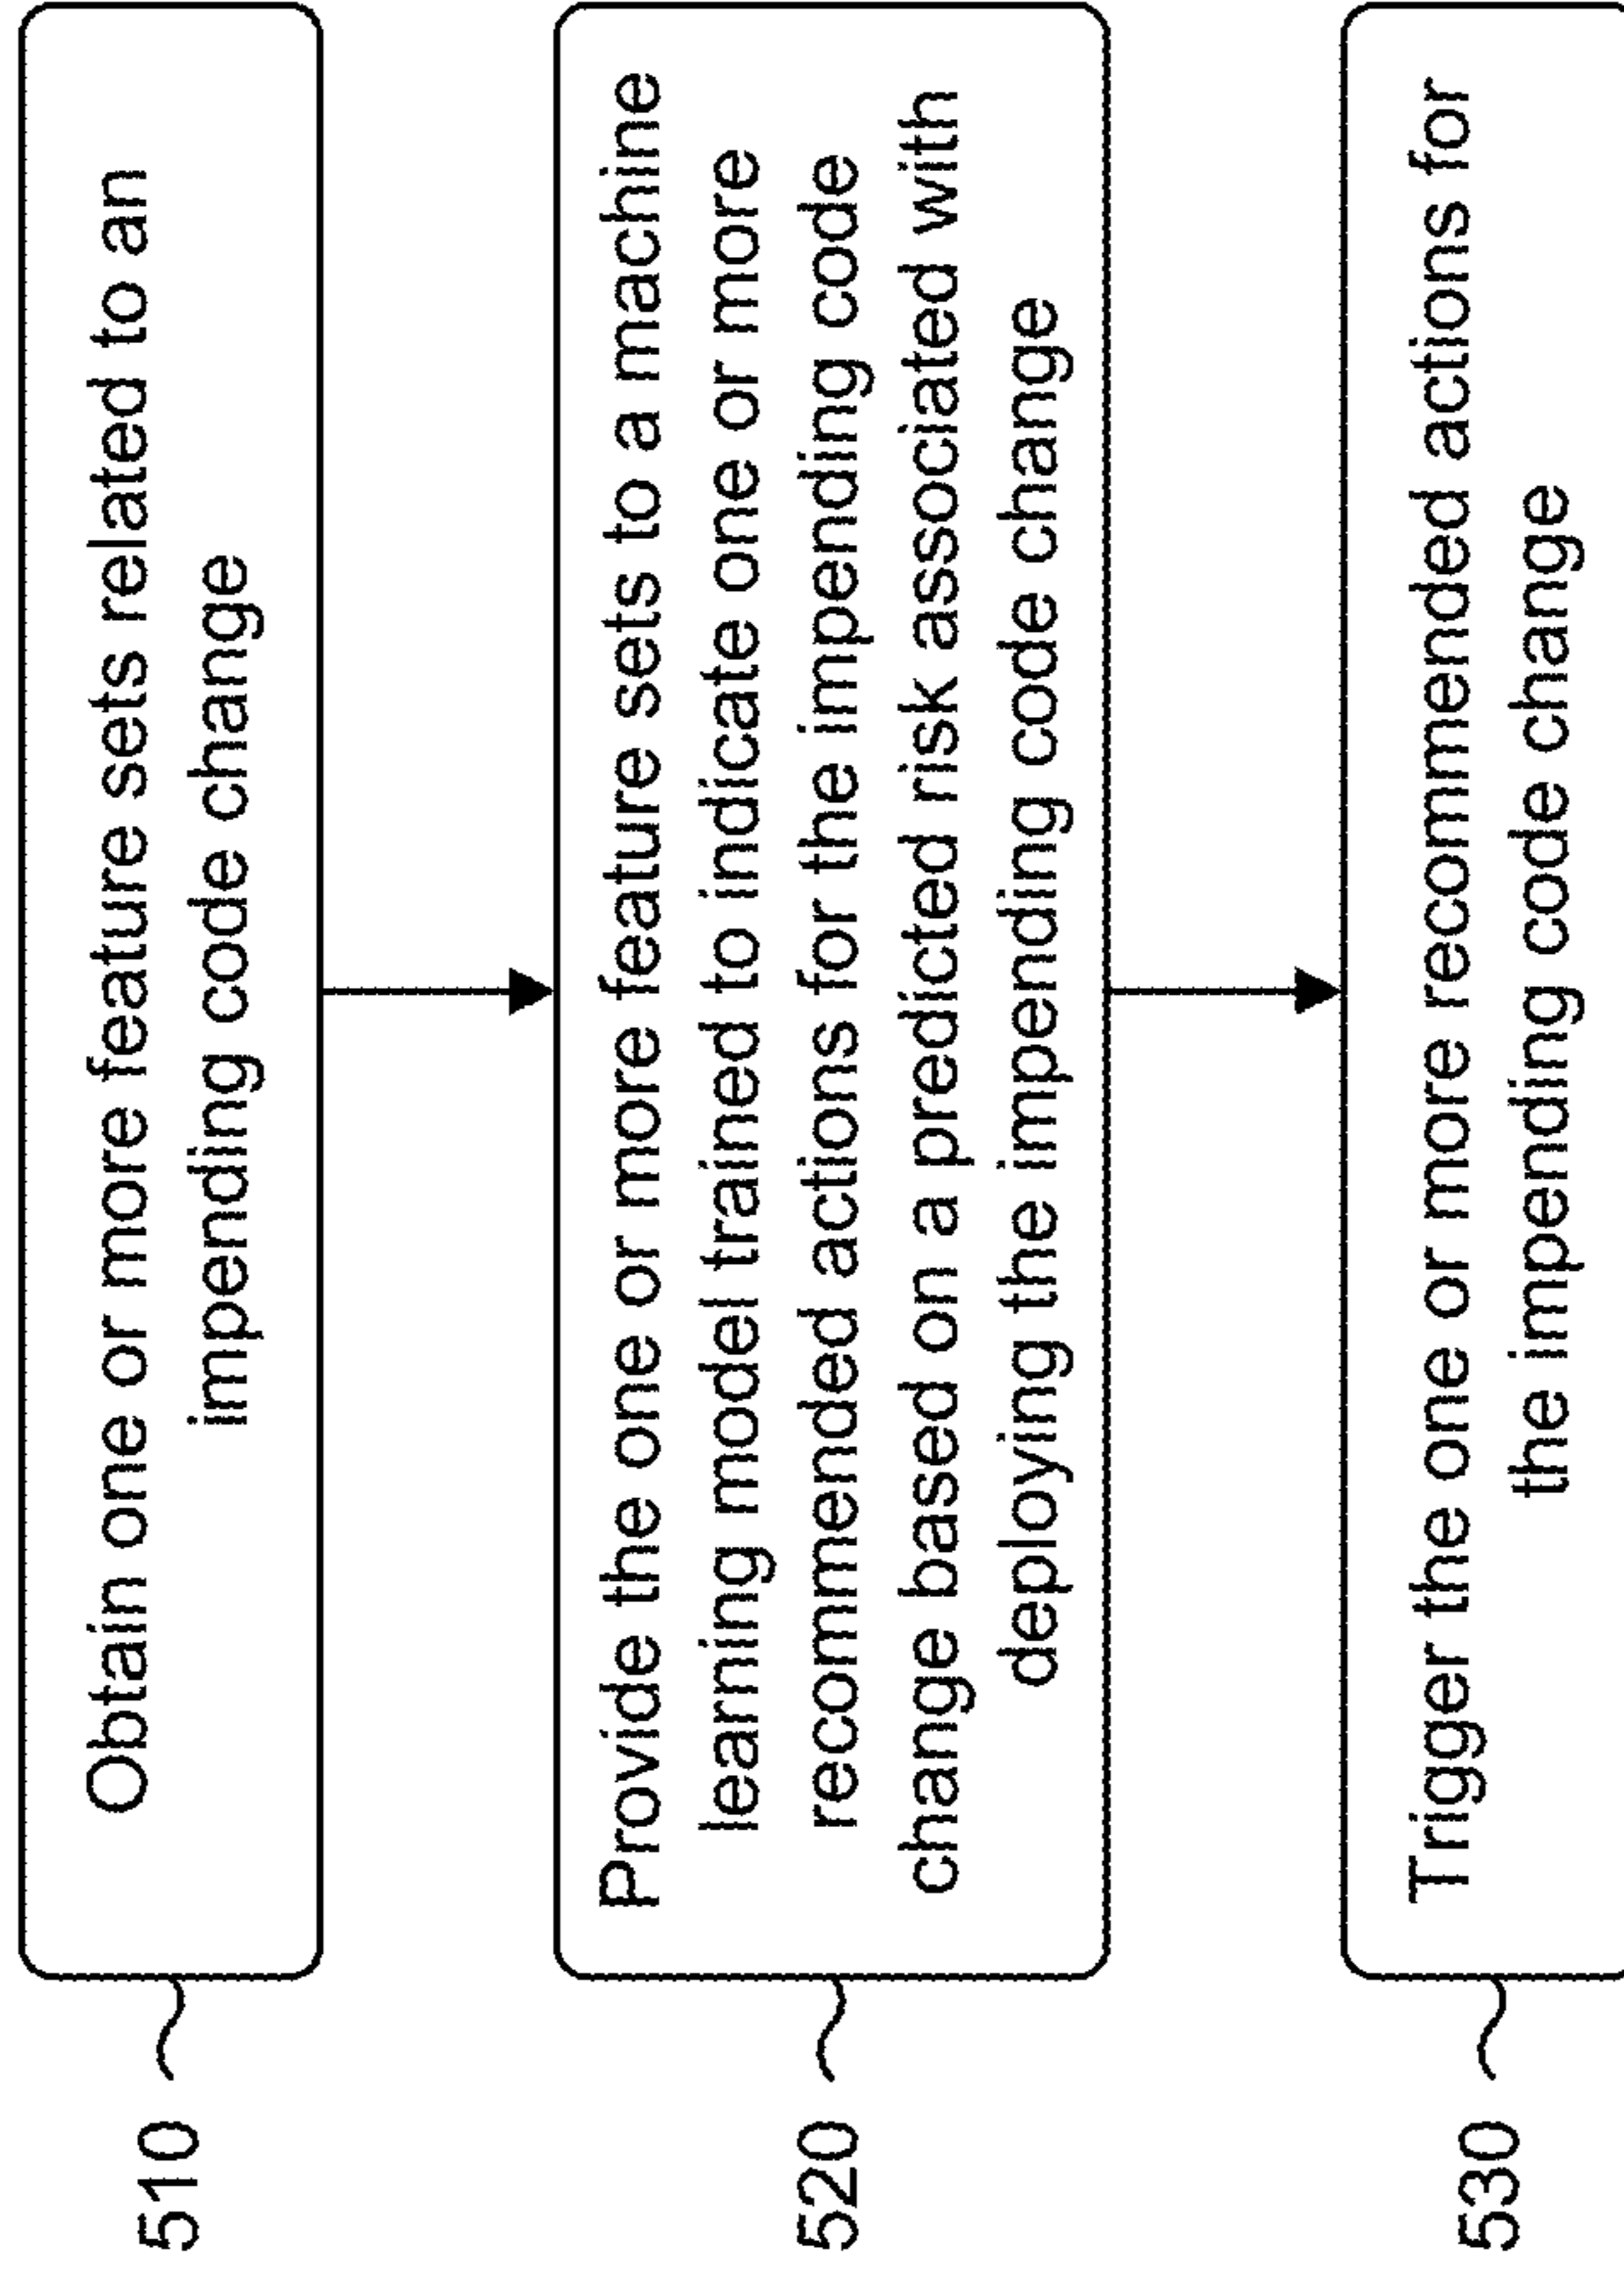 510
Obtain one or more feature sets related to an
impending code change
520
Provide the one or more feature sets to a machine
learning model trained to indicate one or more
recommended actions for the impending code
change based on a predicted risk associated with
deploying the impending code change
530
Trigger the one or more recommended actions for
the impending code change